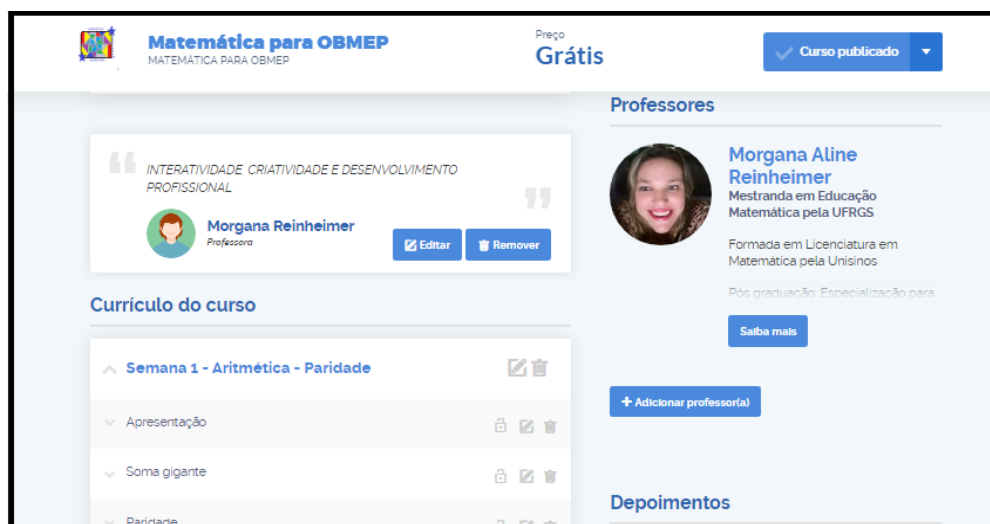 Matemática para OBMEP
MATEMÁTICA PARA OBMEP
Preço
Grátis
Curso publicado
INTERATIVIDADE CRIATIVIDADE E DESENVOLVIMENTO
PROFISSIONAL
Morgana Reinheimer
Professora
Editar
Remover
Currículo do curso
Semana 1 - Aritmética - Paridade
Apresentação
Soma gigante
Paridade
Professores
Morgana Aline
Reinheimer
Mestranda em Educação
Matemática pela UFRGS
Formada em Licenciatura em
Matemática pela Unisinos
Pós graduação: Especialização para
Saiba mais
+ Adicionar professor(a)
Depoimentos